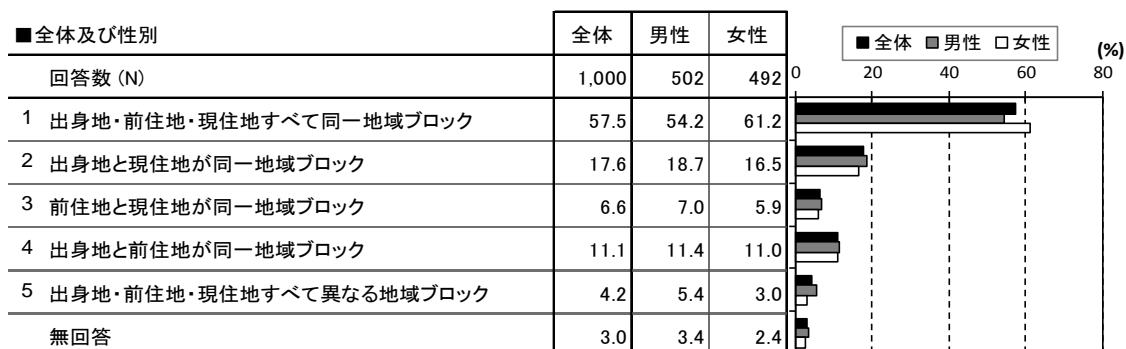 ■全体及び性別 全体 男性 女性
■全体 ■男性 □女性
(%)
回答数 (N) 1,000 502 492
0 20 40 60 80
1 出身地・前住地・現住地すべて同一地域ブロック 57.5 54.2 61.2
2 出身地と現住地が同一地域ブロック 17.6 18.7 16.5
3 前住地と現住地が同一地域ブロック 6.6 7.0 5.9
4 出身地と前住地が同一地域ブロック 11.1 11.4 11.0
5 出身地・前住地・現住地すべて異なる地域ブロック 4.2 5.4 3.0
無回答 3.0 3.4 2.4